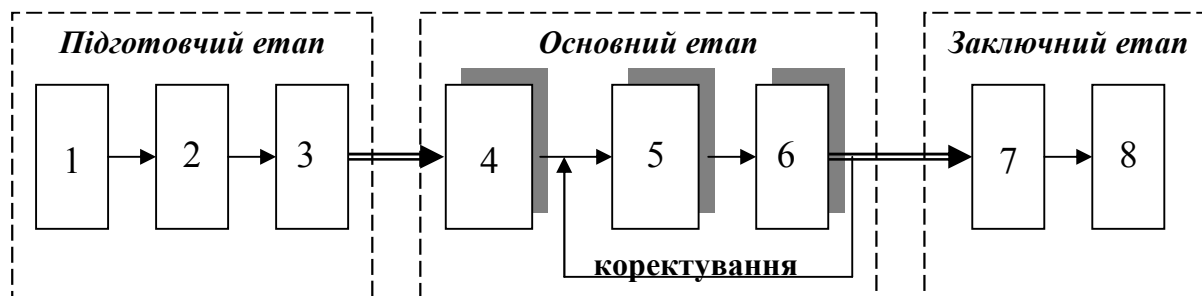 Підготовчий етап
Основний етап
Заключний етап
1
2
3
4
5
6
7
8
коректування